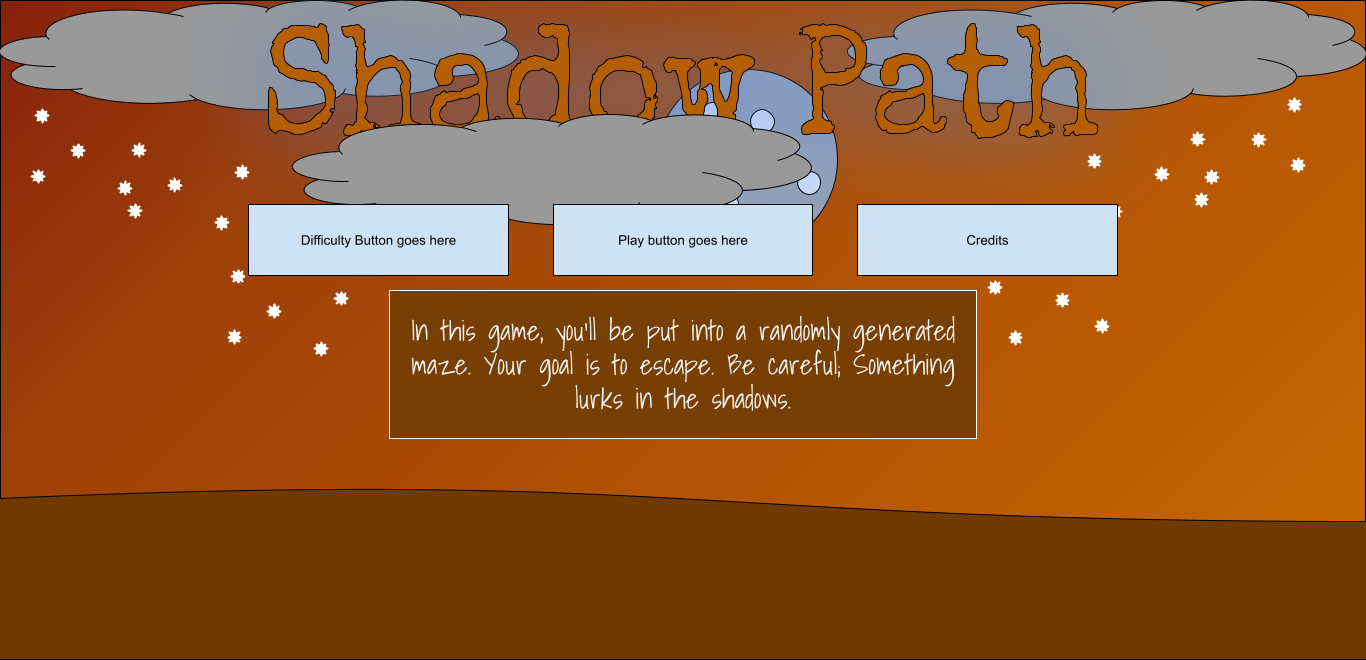 Shadow Path
Difficulty Button goes here
Play button goes here
Credits
In this game, you'll be put into a randomly generated
maze. Your goal is to escape. Be careful; Something
lurks in the shadows.